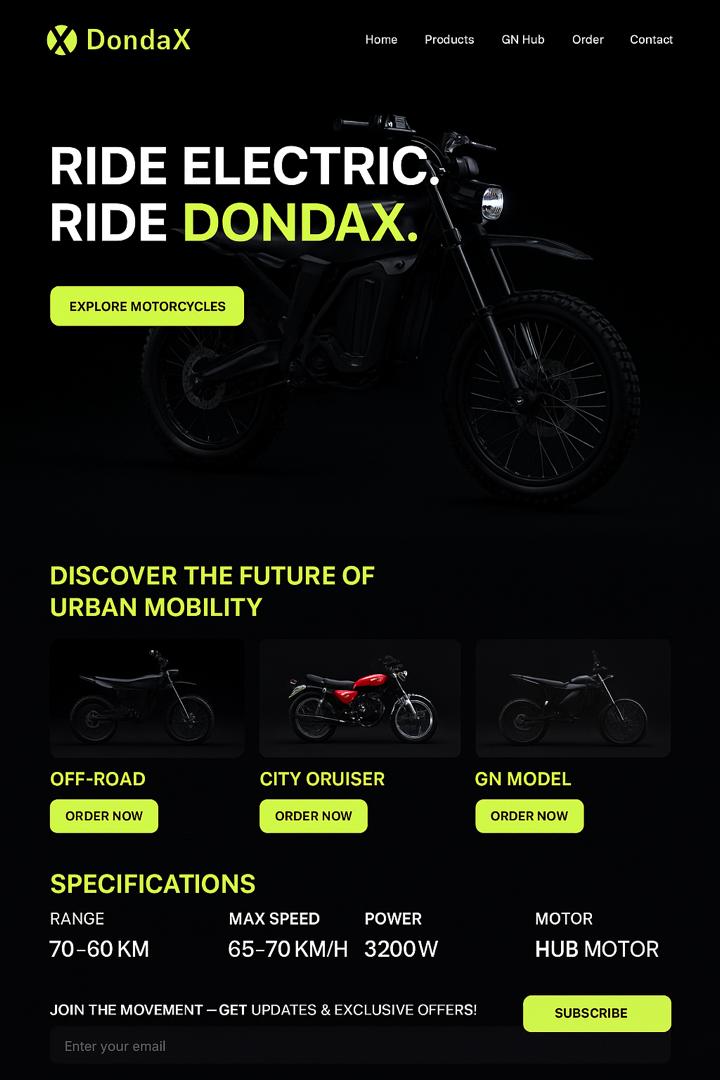 DondaX
Home Products GN Hub Order Contact
RIDE ELECTRIC.
RIDE DONDAX.
EXPLORE MOTORCYCLES
DISCOVER THE FUTURE OF
URBAN MOBILITY
OFF-ROAD
ORDER NOW
CITY ORUISER
ORDER NOW
GN MODEL
ORDER NOW
SPECIFICATIONS
RANGE MAX SPEED POWER MOTOR
70–60 KM 65–70 KM/H 3200 W HUB MOTOR
JOIN THE MOVEMENT — GET UPDATES & EXCLUSIVE OFFERS!
SUBSCRIBE
Enter your email